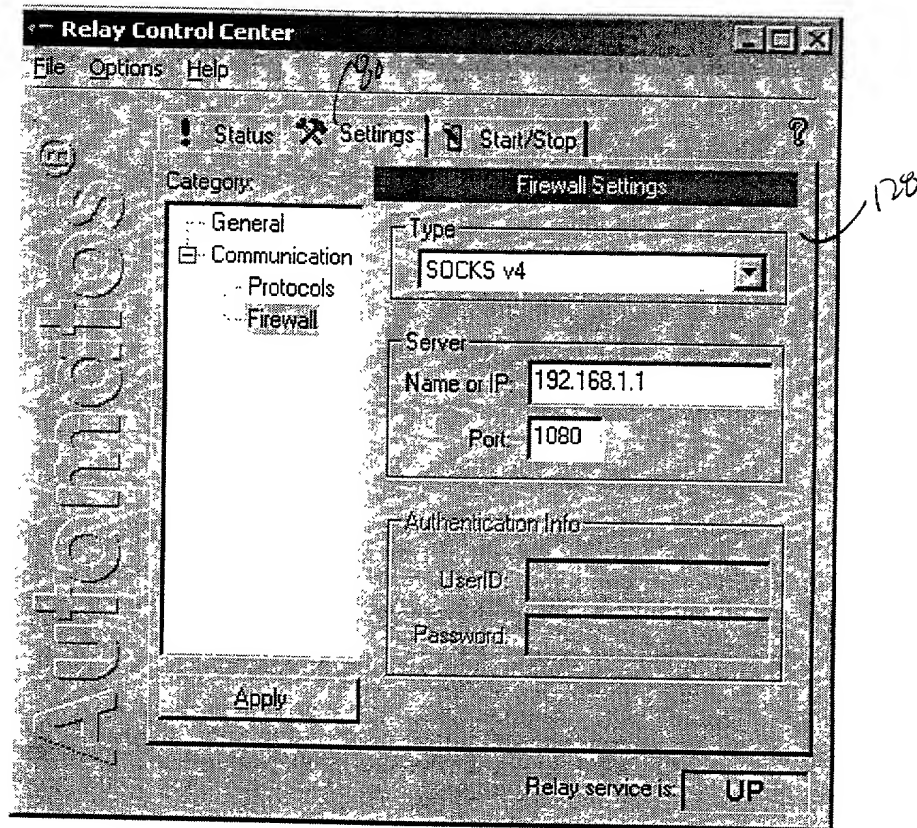 Relay Control Center
File Options Help
90
! Status Settings Start/Stop ?
Automatos®
Category:
General
Communication
Protocols
Firewall
Apply
Firewall Settings
128
Type
SOCKS v4
Server
Name or IP: 192.168.1.1
Port: 1080
Authentication Info
UserID:
Password:
Relay service is: UP